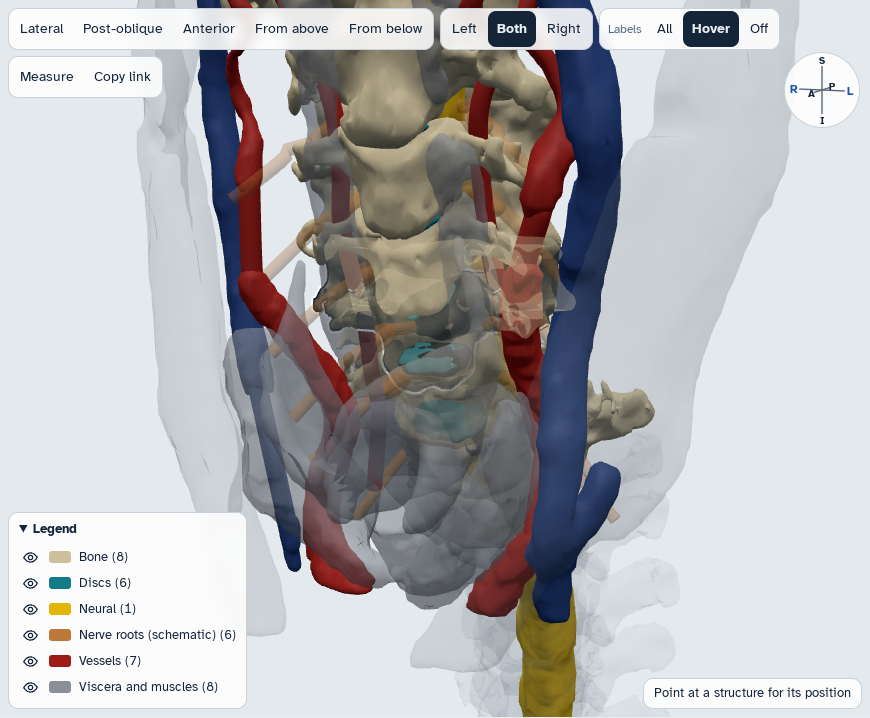 Lateral Post-oblique Anterior From above From below
Left Both Right
Labels All Hover Off
Measure Copy link
S
R A P L
I
Legend
Bone (8)
Discs (6)
Neural (1)
Nerve roots (schematic) (6)
Vessels (7)
Viscera and muscles (8)
Point at a structure for its position